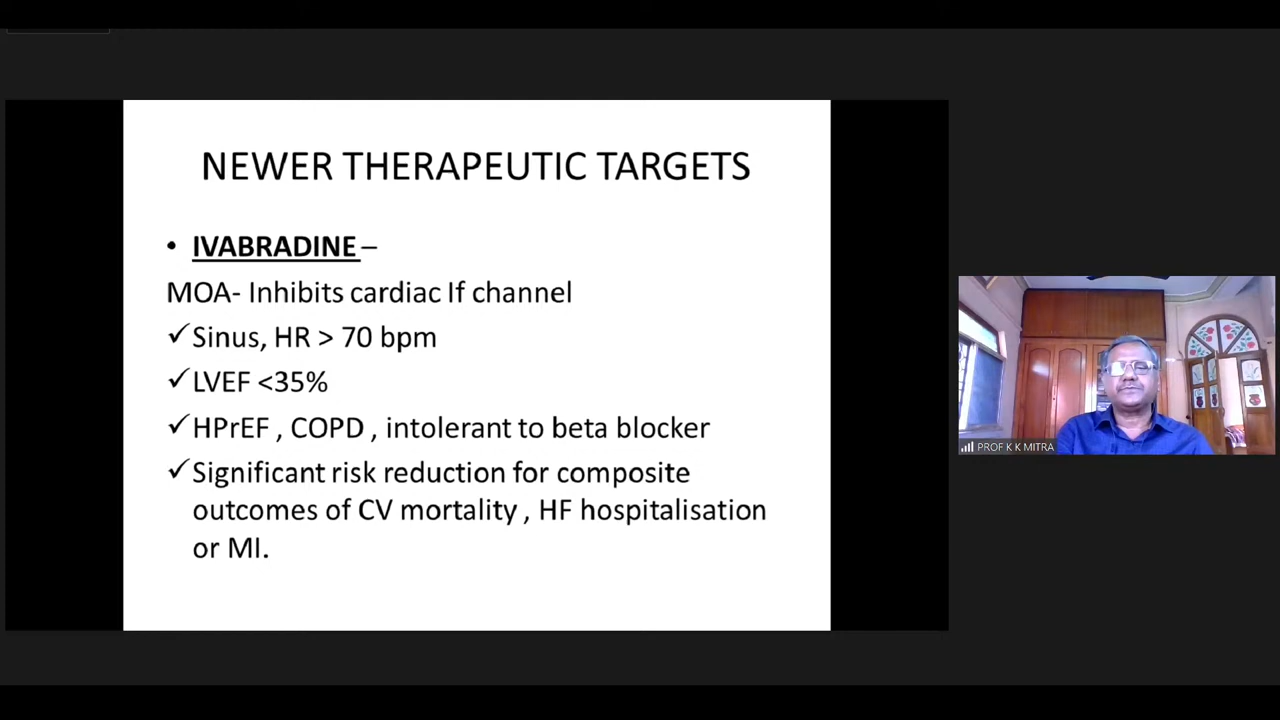 NEWER THERAPEUTIC TARGETS
• IVABRADINE –
MOA- Inhibits cardiac If channel
✓Sinus, HR > 70 bpm
✓LVEF <35%
✓HPrEF , COPD , intolerant to beta blocker
✓Significant risk reduction for composite
outcomes of CV mortality , HF hospitalisation
or MI.
PROF K K MITRA